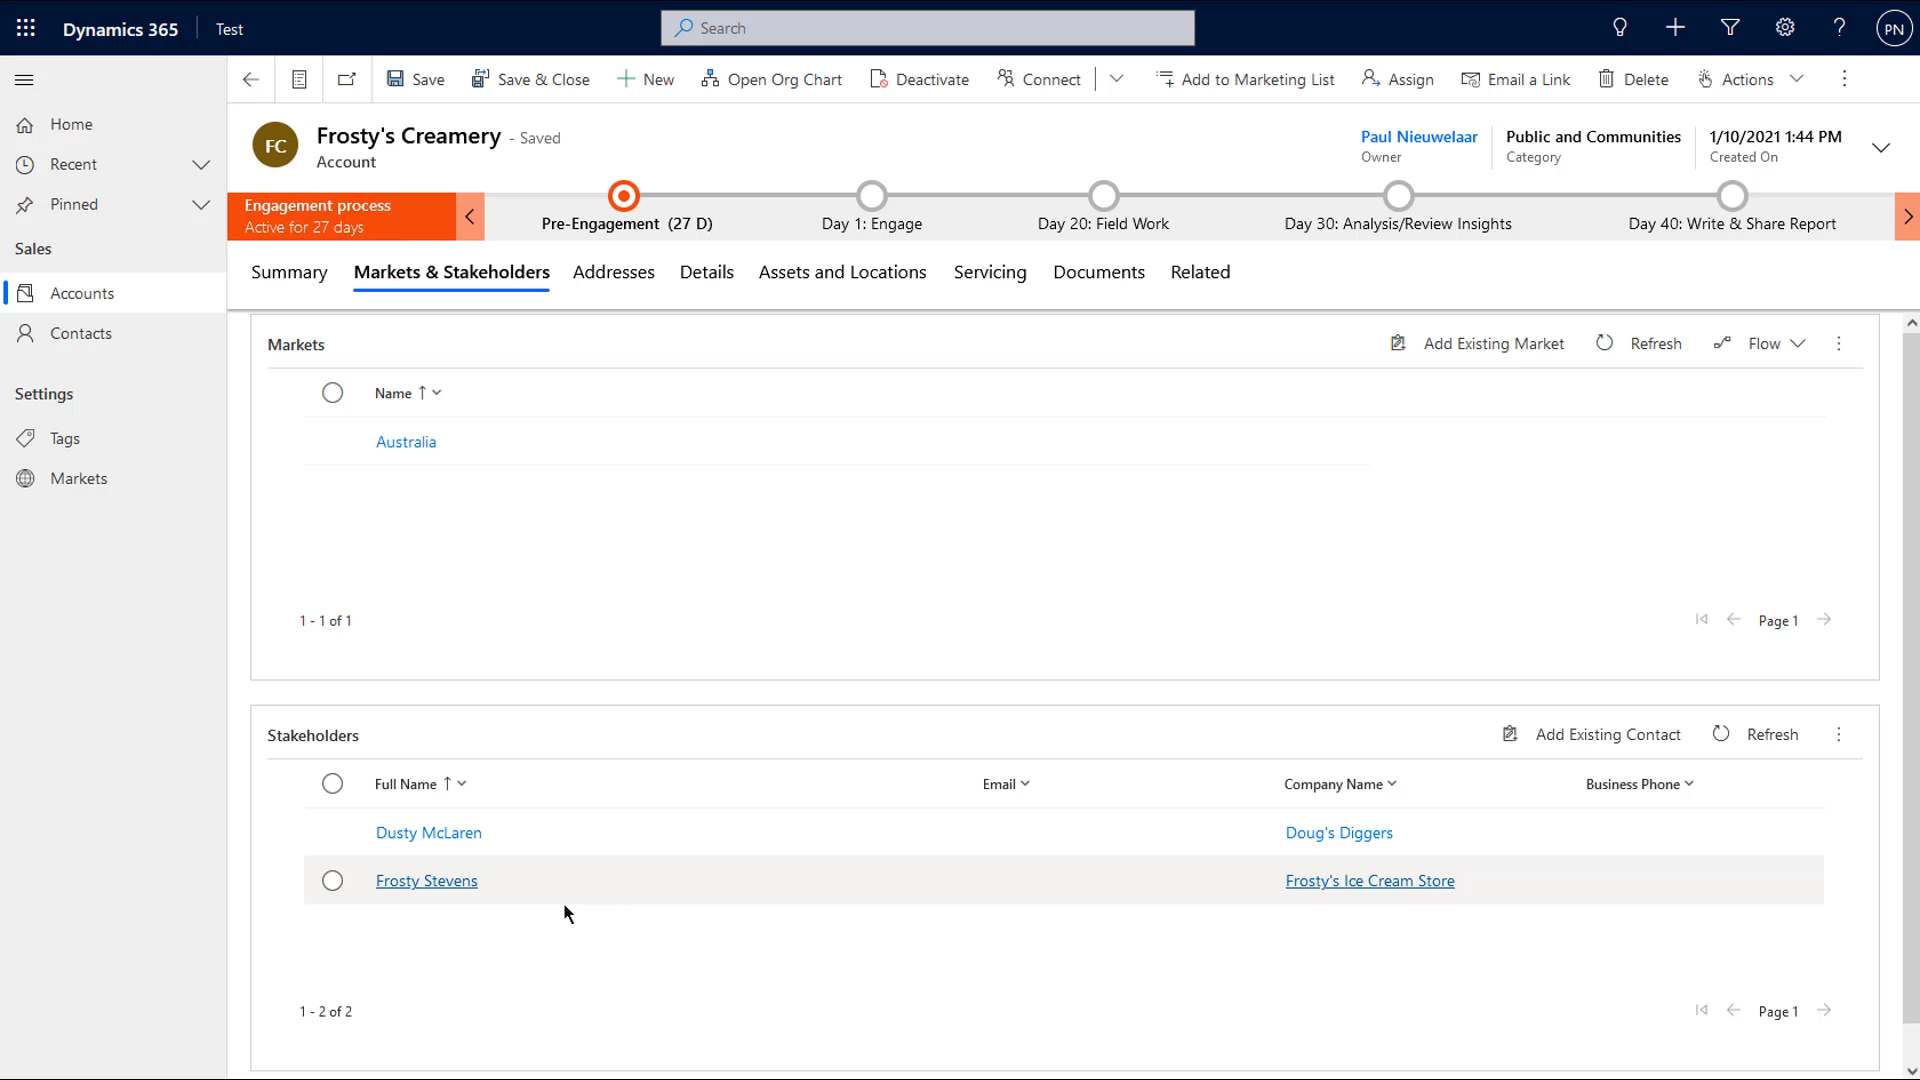 Dynamics 365 Test Search PN
Save Save & Close New Open Org Chart Deactivate Connect Add to Marketing List Assign Email a Link Delete Actions
Home
Recent
Pinned
Sales
Accounts
Contacts
Settings
Tags
Markets
FC Frosty's Creamery - Saved
Account
Paul Nieuwelaar Public and Communities 1/10/2021 1:44 PM
Owner Category Created On
Engagement process
Active for 27 days
Pre-Engagement (27 D) Day 1: Engage Day 20: Field Work Day 30: Analysis/Review Insights Day 40: Write & Share Report
Summary Markets & Stakeholders Addresses Details Assets and Locations Servicing Documents Related
Markets Add Existing Market Refresh Flow
Name
Australia
1 - 1 of 1 Page 1
Stakeholders Add Existing Contact Refresh
Full Name Email Company Name Business Phone
Dusty McLaren Doug's Diggers
Frosty Stevens Frosty's Ice Cream Store
1 - 2 of 2 Page 1